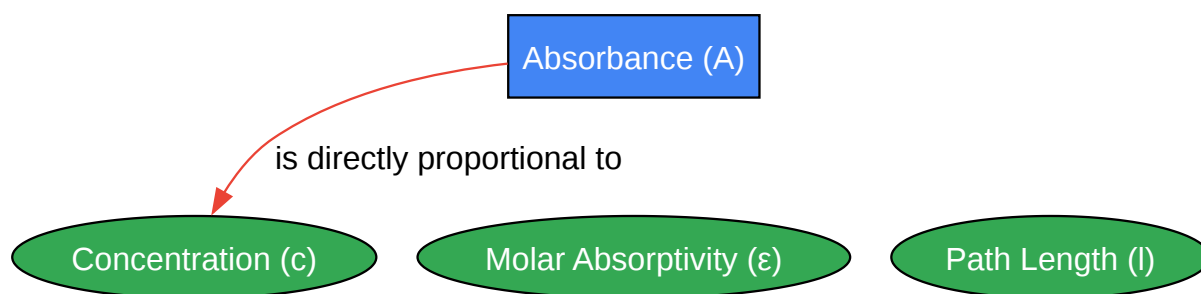 Absorbance (A)
is directly proportional to
Concentration (c)
Molar Absorptivity (ε)
Path Length (l)